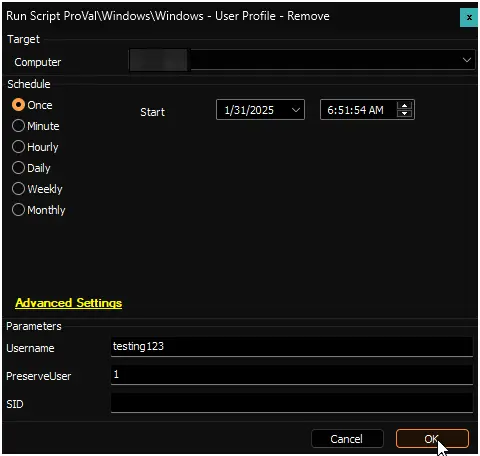 Run Script ProVal\Windows\Windows - User Profile - Remove x
Target
Computer
Schedule
Once
Start 1/31/2025 6:51:54 AM
Minute
Hourly
Daily
Weekly
Monthly
Advanced Settings
Parameters
Username testing123
PreserveUser 1
SID
Cancel OK